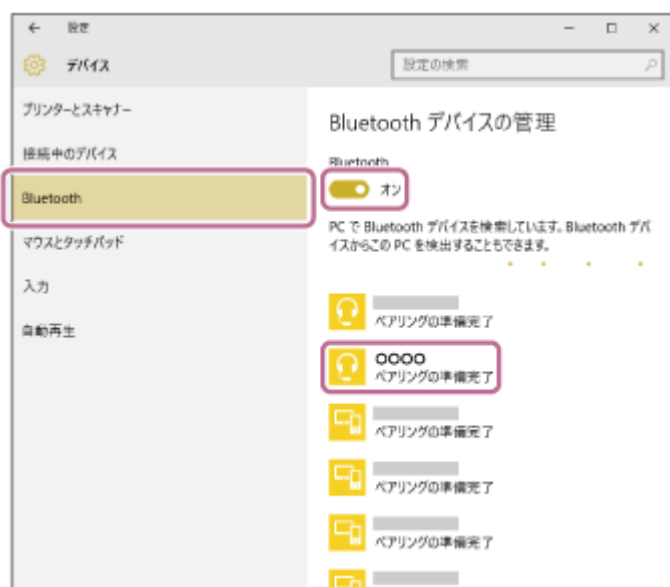 設定
デバイス
設定の検索
プリンターとスキャナー
接続中のデバイス
Bluetooth
マウスとタッチパッド
入力
自動再生
Bluetooth デバイスの管理
Bluetooth
オン
PC で Bluetooth デバイスを検索しています。Bluetooth デバ
イスからこの PC を検出することもできます。
ペアリングの準備完了
OOOO
ペアリングの準備完了
ペアリングの準備完了
ペアリングの準備完了
ペアリングの準備完了